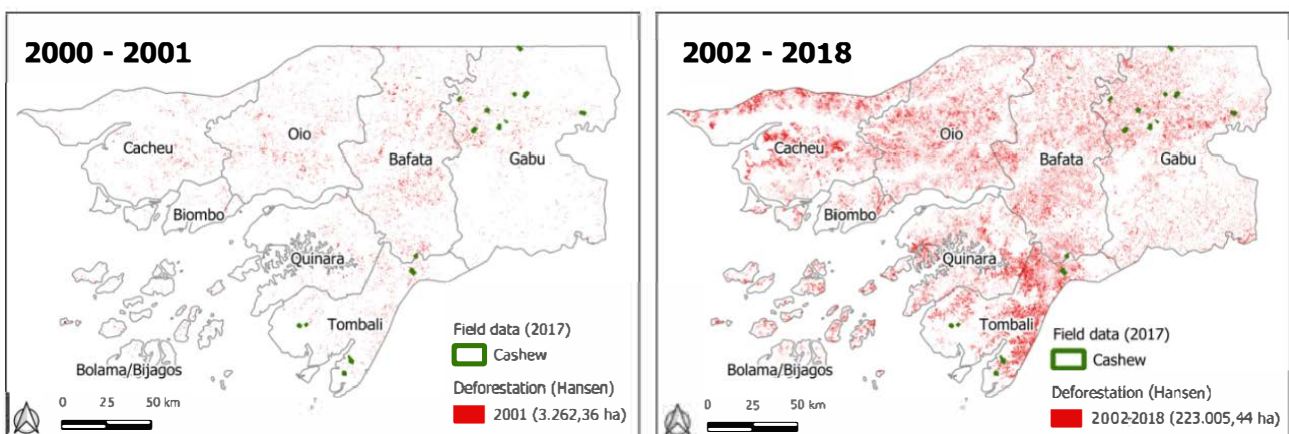 2000 - 2001
Oio
Cacheu
Bafata
Gabu
Biombo
Quinara
Tombali
Bolama/Bijagos
Field data (2017)
Cashew
Deforestation (Hansen)
2001 (3.262,36 ha)
0 25 50 km
2002 - 2018
Oio
Cacheu
Bafata
Gabu
Biombo
Quinara
Tombali
Bolama/Bijagos
Field data (2017)
Cashew
Deforestation (Hansen)
2002-2018 (223.005,44 ha)
0 25 50 km